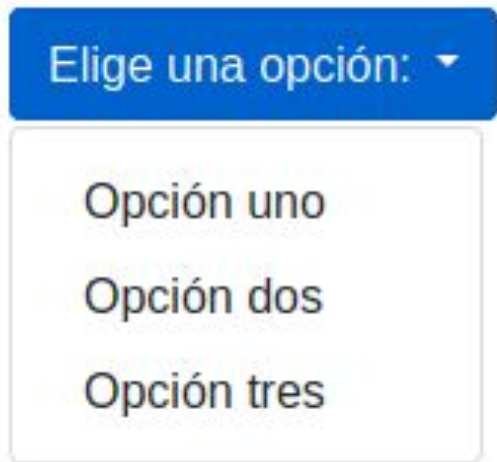 Elige una opción:
Opción uno
Opción dos
Opción tres